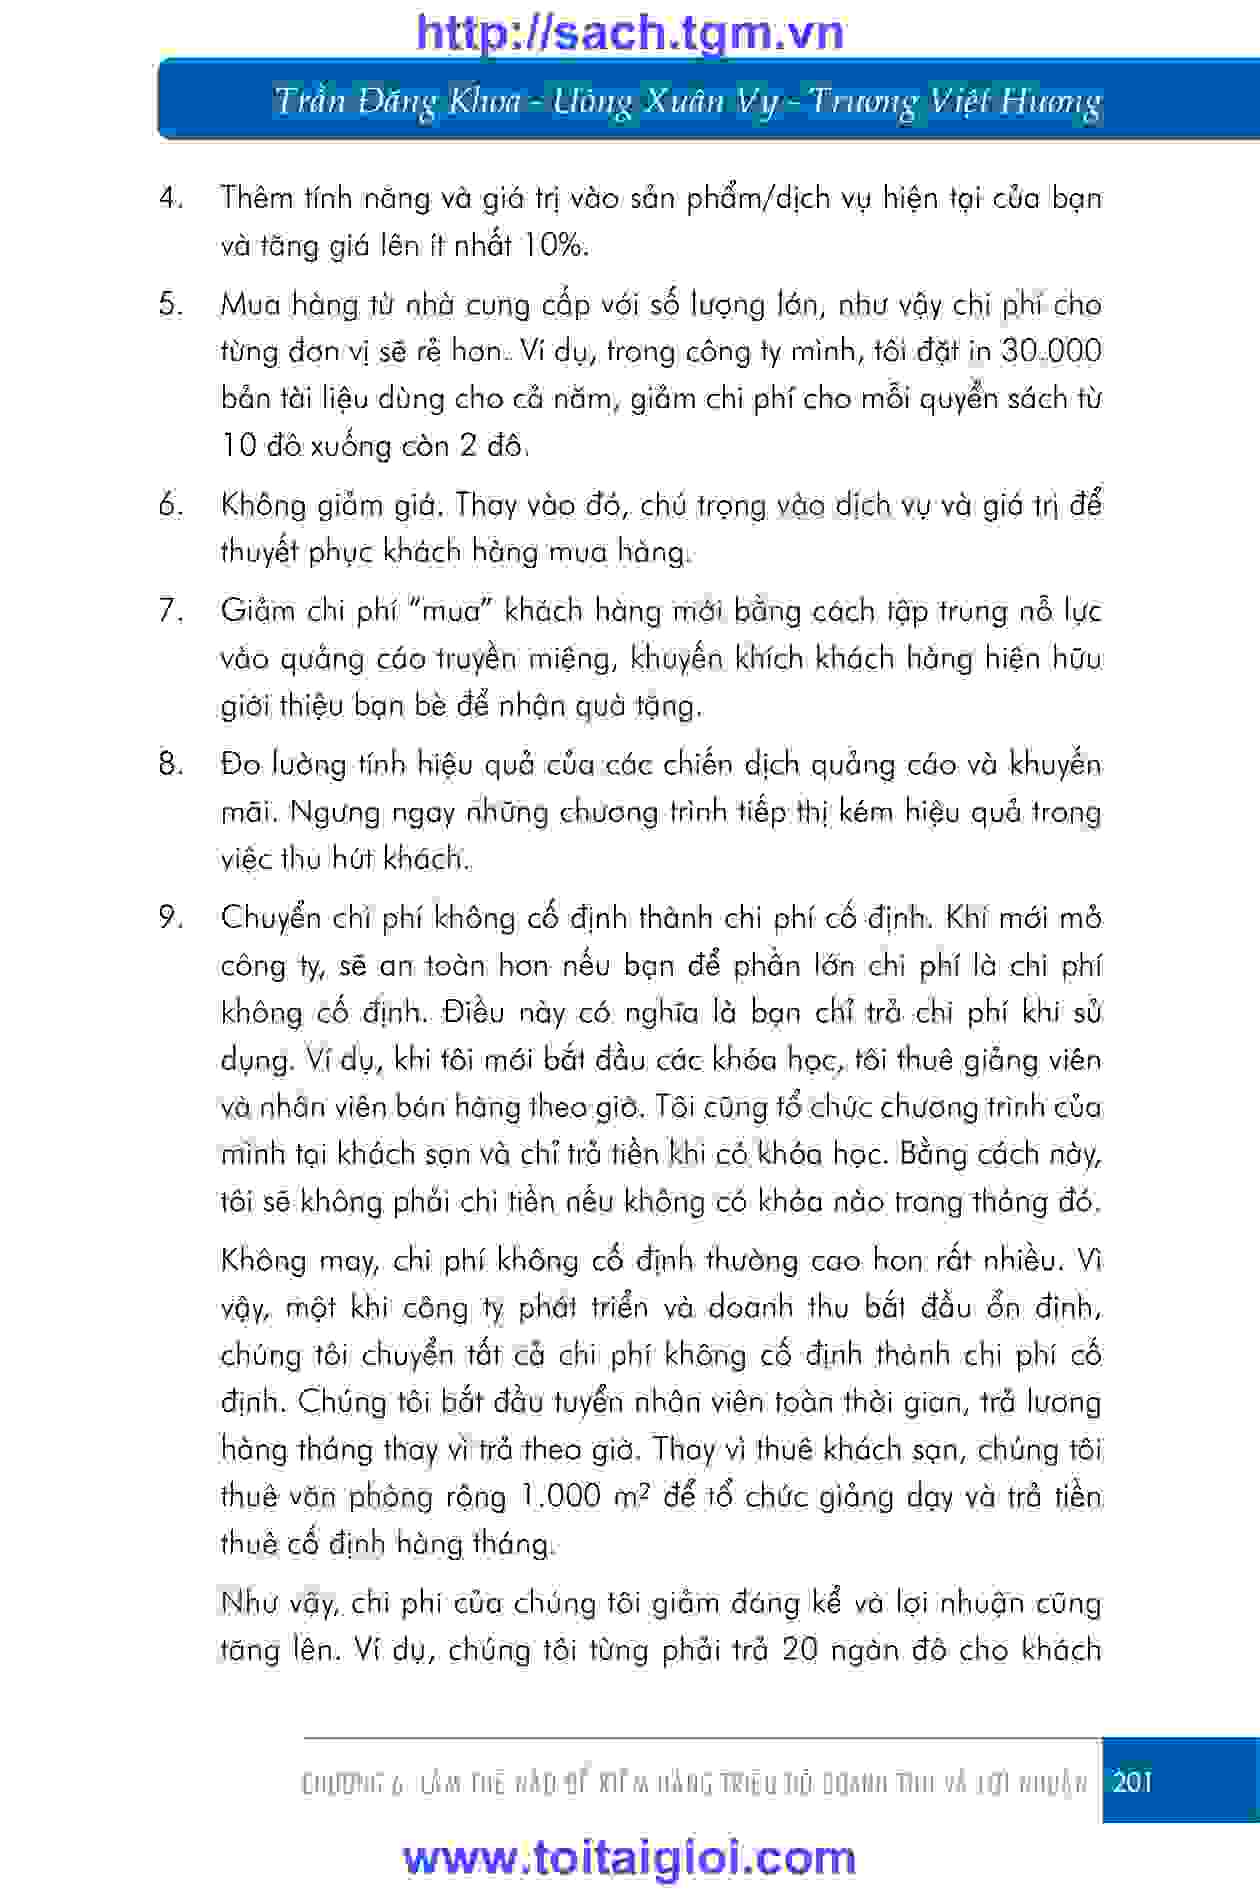 http://sach.tgm.vn
Trần Đăng Khoa - Uông Xuân Vy - Trương Việt Hương
4. Thêm tính năng và giá trị vào sản phẩm/dịch vụ hiện tại của bạn
và tăng giá lên ít nhất 10%.
5. Mua hàng từ nhà cung cấp với số lượng lớn, như vậy chi phí cho
từng đơn vị sẽ rẻ hơn. Ví dụ, trong công ty mình, tôi đặt in 30.000
bản tài liệu dùng cho cả năm, giảm chi phí cho mỗi quyển sách từ
10 đô xuống còn 2 đô.
6. Không giảm giá. Thay vào đó, chú trọng vào dịch vụ và giá trị để
thuyết phục khách hàng mua hàng.
7. Giảm chi phí “mua” khách hàng mới bằng cách tập trung nỗ lực
vào quảng cáo truyền miệng, khuyến khích khách hàng hiện hữu
giới thiệu bạn bè để nhận quà tặng.
8. Đo lường tính hiệu quả của các chiến dịch quảng cáo và khuyến
mãi. Ngưng ngay những chương trình tiếp thị kém hiệu quả trong
việc thu hút khách.
9. Chuyển chi phí không cố định thành chi phí cố định. Khi mới mở
công ty, sẽ an toàn hơn nếu bạn để phần lớn chi phí là chi phí
không cố định. Điều này có nghĩa là bạn chỉ trả chi phí khi sử
dụng. Ví dụ, khi tôi mới bắt đầu các khóa học, tôi thuê giảng viên
và nhân viên bán hàng theo giờ. Tôi cũng tổ chức chương trình của
mình tại khách sạn và chỉ trả tiền khi có khóa học. Bằng cách này,
tôi sẽ không phải chi tiền nếu không có khóa nào trong tháng đó.
Không may, chi phí không cố định thường cao hơn rất nhiều. Vì
vậy, một khi công ty phát triển và doanh thu bắt đầu ổn định,
chúng tôi chuyển tất cả chi phí không cố định thành chi phí cố
định. Chúng tôi bắt đầu tuyển nhân viên toàn thời gian, trả lương
hàng tháng thay vì trả theo giờ. Thay vì thuê khách sạn, chúng tôi
thuê văn phòng rộng 1.000 m² để tổ chức giảng dạy và trả tiền
thuê cố định hàng tháng.
Như vậy, chi phí của chúng tôi giảm đáng kể và lợi nhuận cũng
tăng lên. Ví dụ, chúng tôi từng phải trả 20 ngàn đô cho khách
CHƯƠNG 6: LÀM THẾ NÀO ĐỂ KIẾM HÀNG TRIỆU ĐÔ DOANH THU VÀ LỢI NHUẬN 201
www.toitaigioi.com